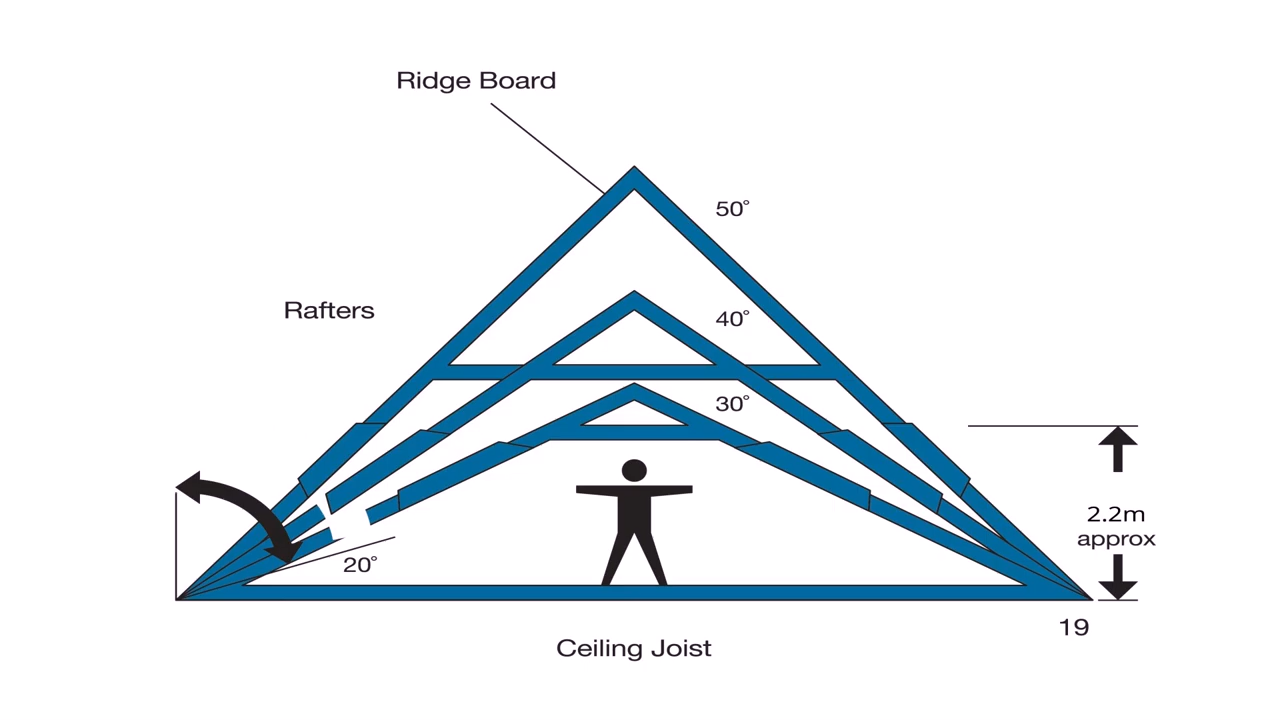 Ridge Board
50°
Rafters
40°
30°
2.2m
approx
20°
19
Ceiling Joist